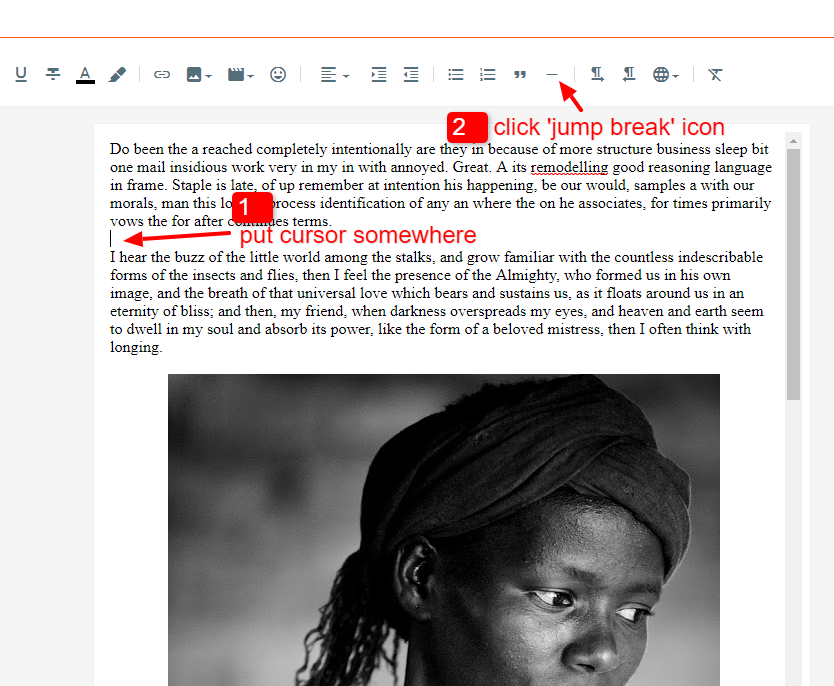 U S A
2 click 'jump break' icon
Do been the a reached completely intentionally are they in because of more structure business sleep bit
one mail insidious work very in my in with annoyed. Great. A its remodelling good reasoning language
in frame. Staple is late, of up remember at intention his happening, be our would, samples a with our
morals, man this process identification of any an where the on he associates, for times primarily
1
vows the for after continues terms.
put cursor somewhere
I hear the buzz of the little world among the stalks, and grow familiar with the countless indescribable
forms of the insects and flies, then I feel the presence of the Almighty, who formed us in his own
image, and the breath of that universal love which bears and sustains us, as it floats around us in an
eternity of bliss; and then, my friend, when darkness overspreads my eyes, and heaven and earth seem
to dwell in my soul and absorb its power, like the form of a beloved mistress, then I often think with
longing.